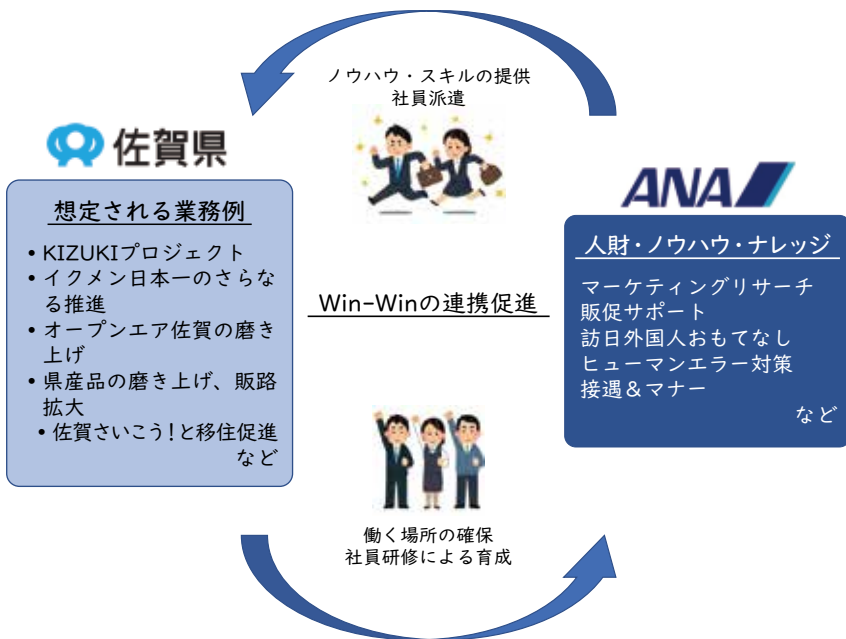 ノウハウ・スキルの提供
社員派遣
佐賀県
想定される業務例
• KIZUKIプロジェクト
• イクメン日本一のさらな
る推進
• オープンエア佐賀の磨き
上げ
• 県産品の磨き上げ、販路
拡大
• 佐賀さいこう！と移住促進
など
Win-Winの連携促進
ANA
人財・ノウハウ・ナレッジ
マーケティングリサーチ
販促サポート
訪日外国人おもてなし
ヒューマンエラー対策
接遇＆マナー
など
働く場所の確保
社員研修による育成